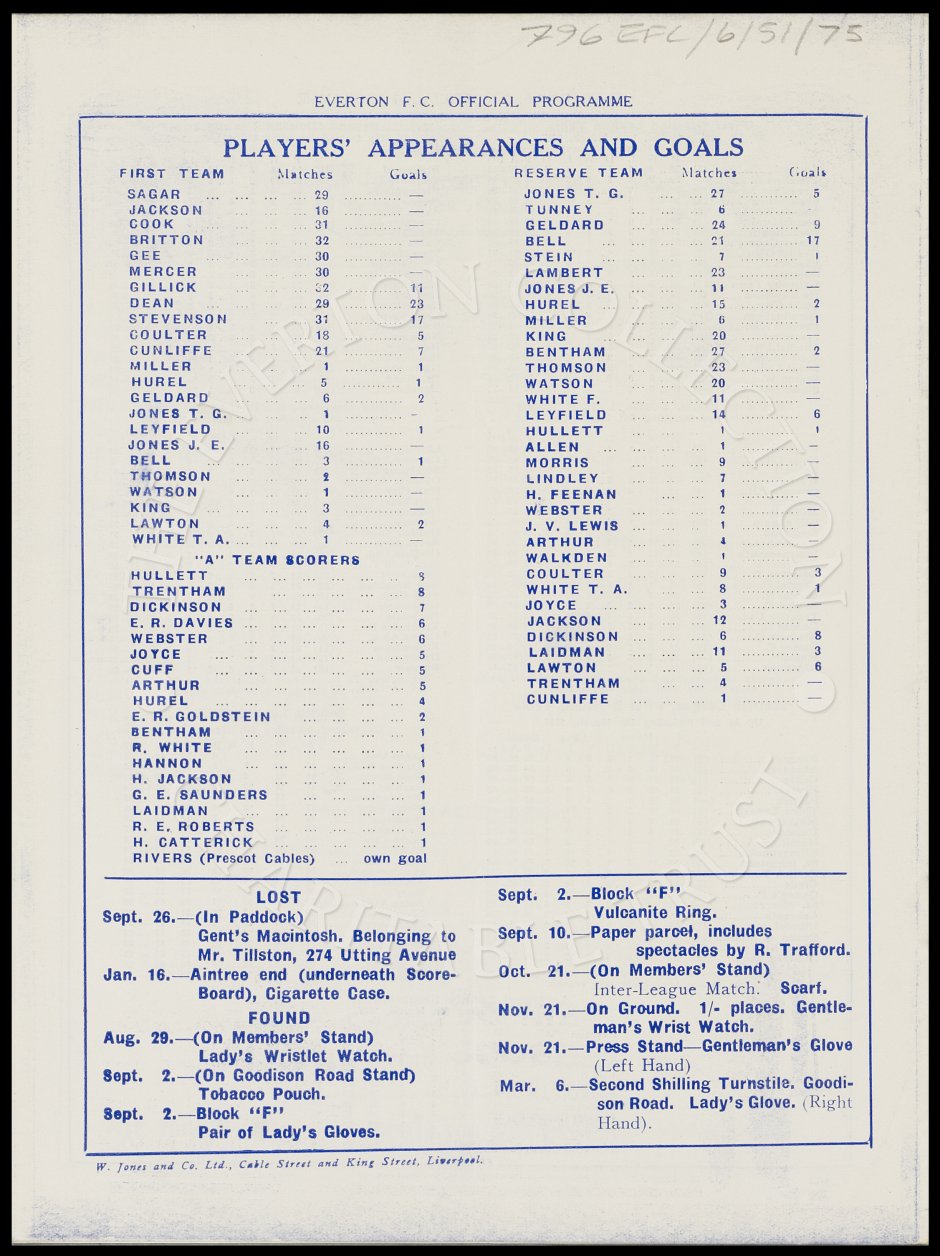 796 EFC/6/51/75
EVERTON F.C. OFFICIAL PROGRAMME
PLAYERS' APPEARANCES AND GOALS
FIRST TEAM Matches Goals
SAGAR ... ... ... 29 ............ —
JACKSON ... ... 16 ............ —
COOK ... ... ... 31 ............ —
BRITTON ... ... 32 ............ —
GEE ... ... ... 30 ............ —
MERCER ... ... 30 ............ —
GILLICK ... ... 32 ............ 11
DEAN ... ... ... 29 ............ 23
STEVENSON ... ... 31 ............ 17
COULTER ... ... 18 ............ 5
CUNLIFFE ... ... 21 ............ 7
MILLER ... ... 1 ............ 1
HUREL ... ... 5 ............ 1
GELDARD ... ... 6 ............ 2
JONES T. G. ... ... 1 ............ -
LEYFIELD ... ... 10 ............ 1
JONES J. E. ... ... 16 ............ —
BELL ... ... ... 3 ............ 1
THOMSON ... ... 2 ............ —
WATSON ... ... 1 ............ —
KING ... ... ... 3 ............ —
LAWTON ... ... 4 ............ 2
WHITE T. A. ... ... 1 ............ —
"A" TEAM SCORERS
HULLETT ... ... ... ... ... ... 8
TRENTHAM ... ... ... ... ... ... 8
DICKINSON ... ... ... ... ... ... 7
E. R. DAVIES ... ... ... ... ... ... 6
WEBSTER ... ... ... ... ... ... 6
JOYCE ... ... ... ... ... ... ... 5
CUFF ... ... ... ... ... ... ... 5
ARTHUR ... ... ... ... ... ... 5
HUREL ... ... ... ... ... ... ... 4
E. R. GOLDSTEIN ... ... ... ... 2
BENTHAM ... ... ... ... ... ... 1
R. WHITE ... ... ... ... ... ... 1
HANNON ... ... ... ... ... ... 1
H. JACKSON ... ... ... ... ... 1
G. E. SAUNDERS ... ... ... ... 1
LAIDMAN ... ... ... ... ... ... 1
R. E. ROBERTS ... ... ... ... ... 1
H. CATTERICK ... ... ... ... ... 1
RIVERS (Prescot Cables) ... own goal
RESERVE TEAM Matches Goals
JONES T. G. ... ... 27 ............ 5
TUNNEY ... ... 6 ............ -
GELDARD ... ... 24 ............ 9
BELL ... ... ... 21 ............ 17
STEIN ... ... ... 7 ............ 1
LAMBERT ... ... 23 ............ —
JONES J. E. ... ... 11 ............ —
HUREL ... ... ... 15 ............ 2
MILLER ... ... ... 6 ............ 1
KING ... ... ... 20 ............ —
BENTHAM ... ... 27 ............ 2
THOMSON ... ... 23 ............ —
WATSON ... ... 20 ............ —
WHITE F. ... ... 11 ............ —
LEYFIELD ... ... 14 ............ 6
HULLETT ... ... 1 ............ 1
ALLEN ... ... ... 1 ............ —
MORRIS ... ... ... 9 ............ —
LINDLEY ... ... 7 ............ —
H. FEENAN ... ... 1 ............ —
WEBSTER ... ... 2 ............ —
J. V. LEWIS ... ... 1 ............ —
ARTHUR ... ... 4 ............ —
WALKDEN ... ... 1 ............ —
COULTER ... ... 9 ............ 3
WHITE T. A. ... ... 8 ............ 1
JOYCE ... ... ... 3 ............ —
JACKSON ... ... 12 ............ —
DICKINSON ... ... 6 ............ 8
LAIDMAN ... ... 11 ............ 3
LAWTON ... ... 5 ............ 6
TRENTHAM ... ... 4 ............ —
CUNLIFFE ... ... 1 ............ —
LOST
Sept. 26.—(In Paddock)
Gent's Macintosh. Belonging to
Mr. Tillston, 274 Utting Avenue
Jan. 16.—Aintree end (underneath Score-
Board), Cigarette Case.
FOUND
Aug. 29.—(On Members' Stand)
Lady's Wristlet Watch.
Sept. 2.—(On Goodison Road Stand)
Tobacco Pouch.
Sept. 2.—Block "F"
Pair of Lady's Gloves.
Sept. 2.—Block "F"
Vulcanite Ring.
Sept. 10.—Paper parcel, includes
spectacles by R. Trafford.
Oct. 21.—(On Members' Stand)
Inter-League Match. Scarf.
Nov. 21.—On Ground. 1/- places. Gentle-
man's Wrist Watch.
Nov. 21.—Press Stand—Gentleman's Glove
(Left Hand)
Mar. 6.—Second Shilling Turnstile. Goodi-
son Road. Lady's Glove. (Right
Hand).
W. Jones and Co. Ltd., Cable Street and King Street, Liverpool.
THE EVERTON COLLECTION
CHARITABLE TRUST